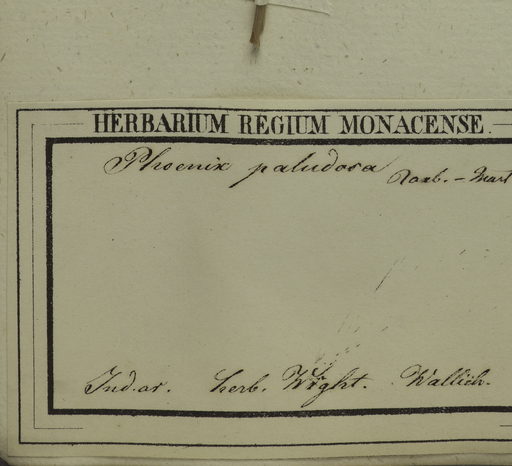 HERBARIUM REGIUM MONACENSE.
Phoenix paludosa Roxb. – Mart
Ind. or. herb. Wight. Wallich.